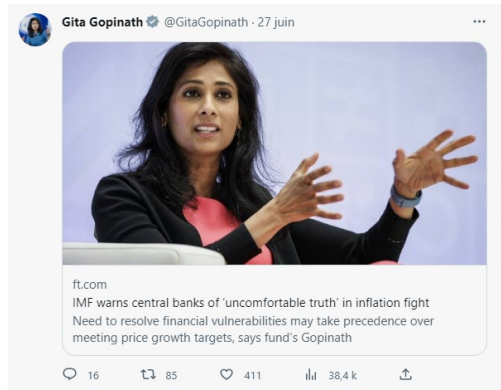 Gita Gopinath @GitaGopinath · 27 juin
ft.com
IMF warns central banks of 'uncomfortable truth' in inflation fight
Need to resolve financial vulnerabilities may take precedence over
meeting price growth targets, says fund's Gopinath
16 85 411 38,4 k